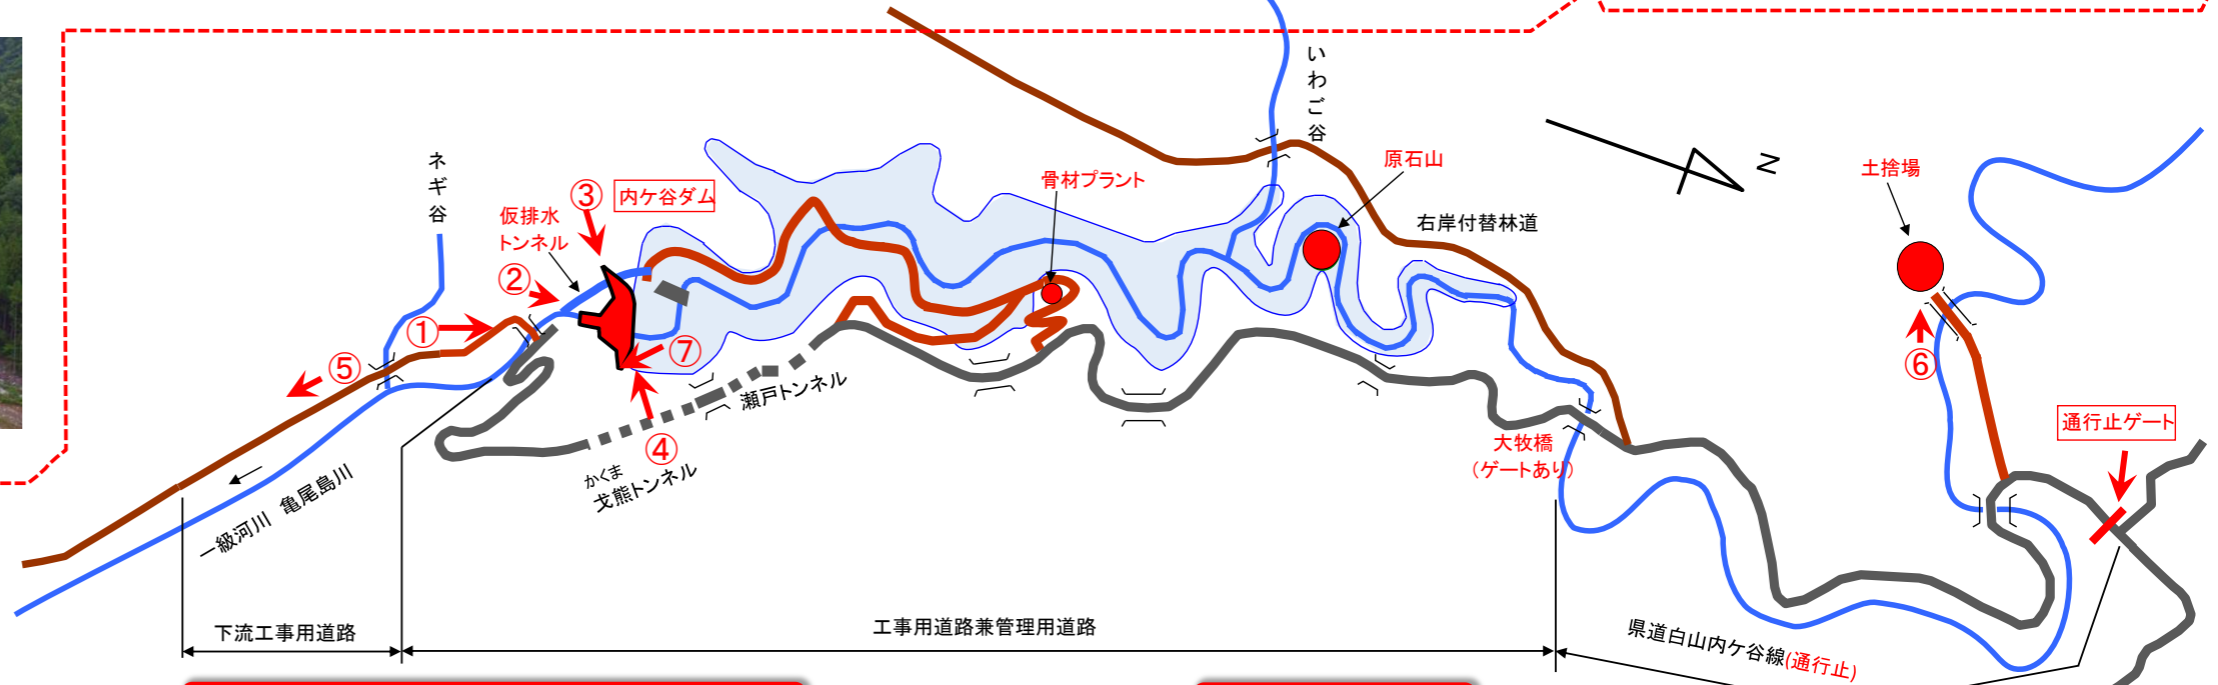 いわご谷
ネギ谷
③
内ケ谷ダム
仮排水
トンネル
②
①
⑤
骨材プラント
原石山
右岸付替林道
N
土捨場
⑥
通行止ゲート
⑦
瀬戸トンネル
④
かくま
戈熊トンネル
大牧橋
(ゲートあり)
一級河川 亀尾島川
下流工事用道路
工事用道路兼管理用道路
県道白山内ケ谷線(通行止)